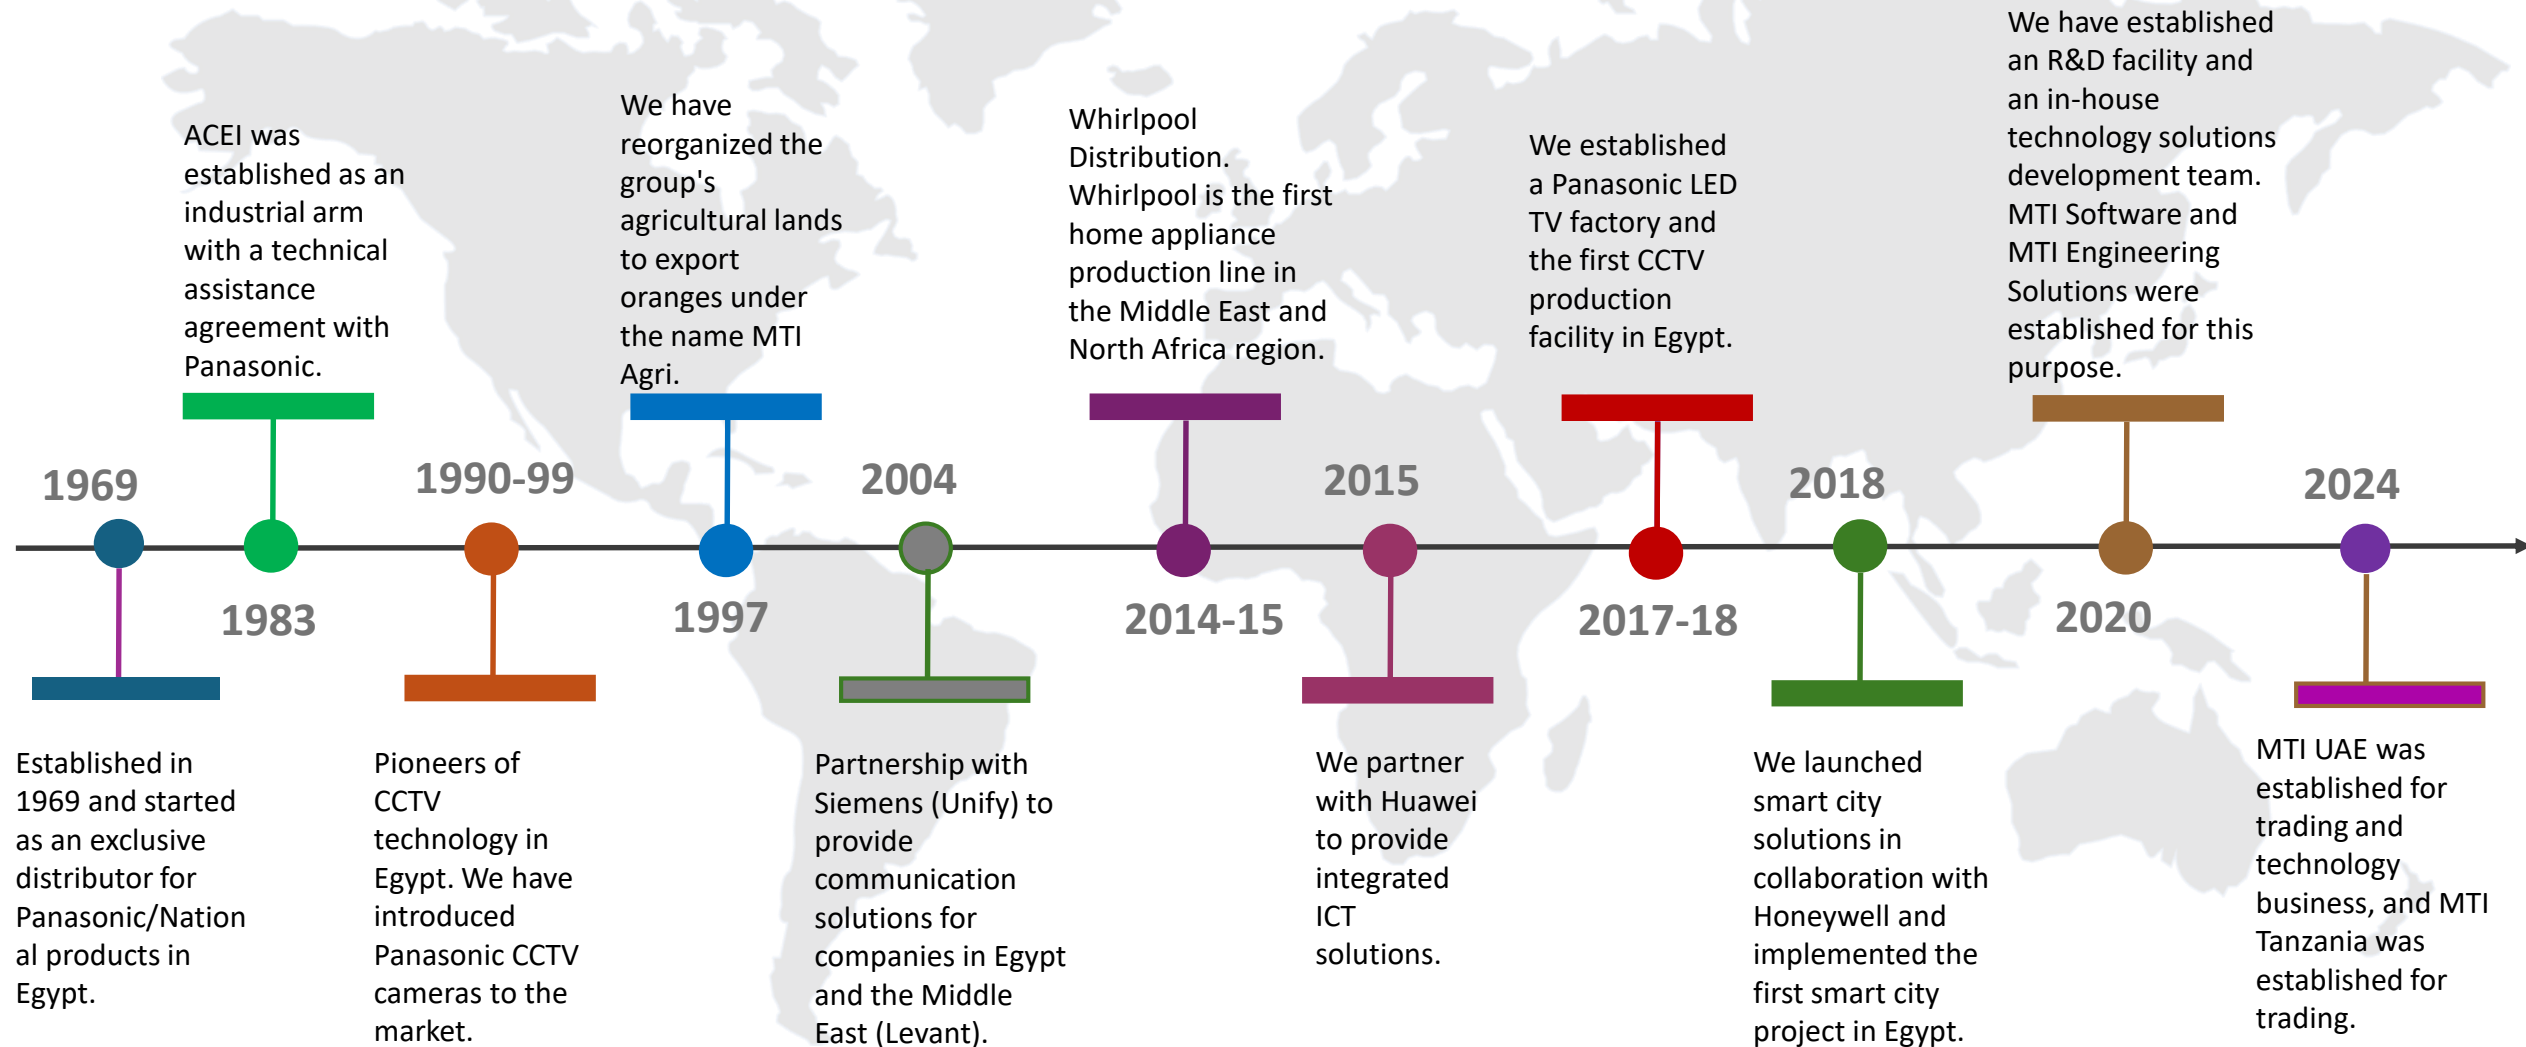 1969
Established in
1969 and started
as an exclusive
distributor for
Panasonic/Nation
al products in
Egypt.
ACEI was
established as an
industrial arm
with a technical
assistance
agreement with
Panasonic.
1983
1990-99
Pioneers of
CCTV
technology in
Egypt. We have
introduced
Panasonic CCTV
cameras to the
market.
We have
reorganized the
group's
agricultural lands
to export
oranges under
the name MTI
Agri.
1997
2004
Partnership with
Siemens (Unify) to
provide
communication
solutions for
companies in Egypt
and the Middle
East (Levant).
Whirlpool
Distribution.
Whirlpool is the first
home appliance
production line in
the Middle East and
North Africa region.
2014-15
2015
We partner
with Huawei
to provide
integrated
ICT
solutions.
We established
a Panasonic LED
TV factory and
the first CCTV
production
facility in Egypt.
2017-18
2018
We launched
smart city
solutions in
collaboration with
Honeywell and
implemented the
first smart city
project in Egypt.
We have established
an R&D facility and
an in-house
technology solutions
development team.
MTI Software and
MTI Engineering
Solutions were
established for this
purpose.
2020
2024
MTI UAE was
established for
trading and
technology
business, and MTI
Tanzania was
established for
trading.